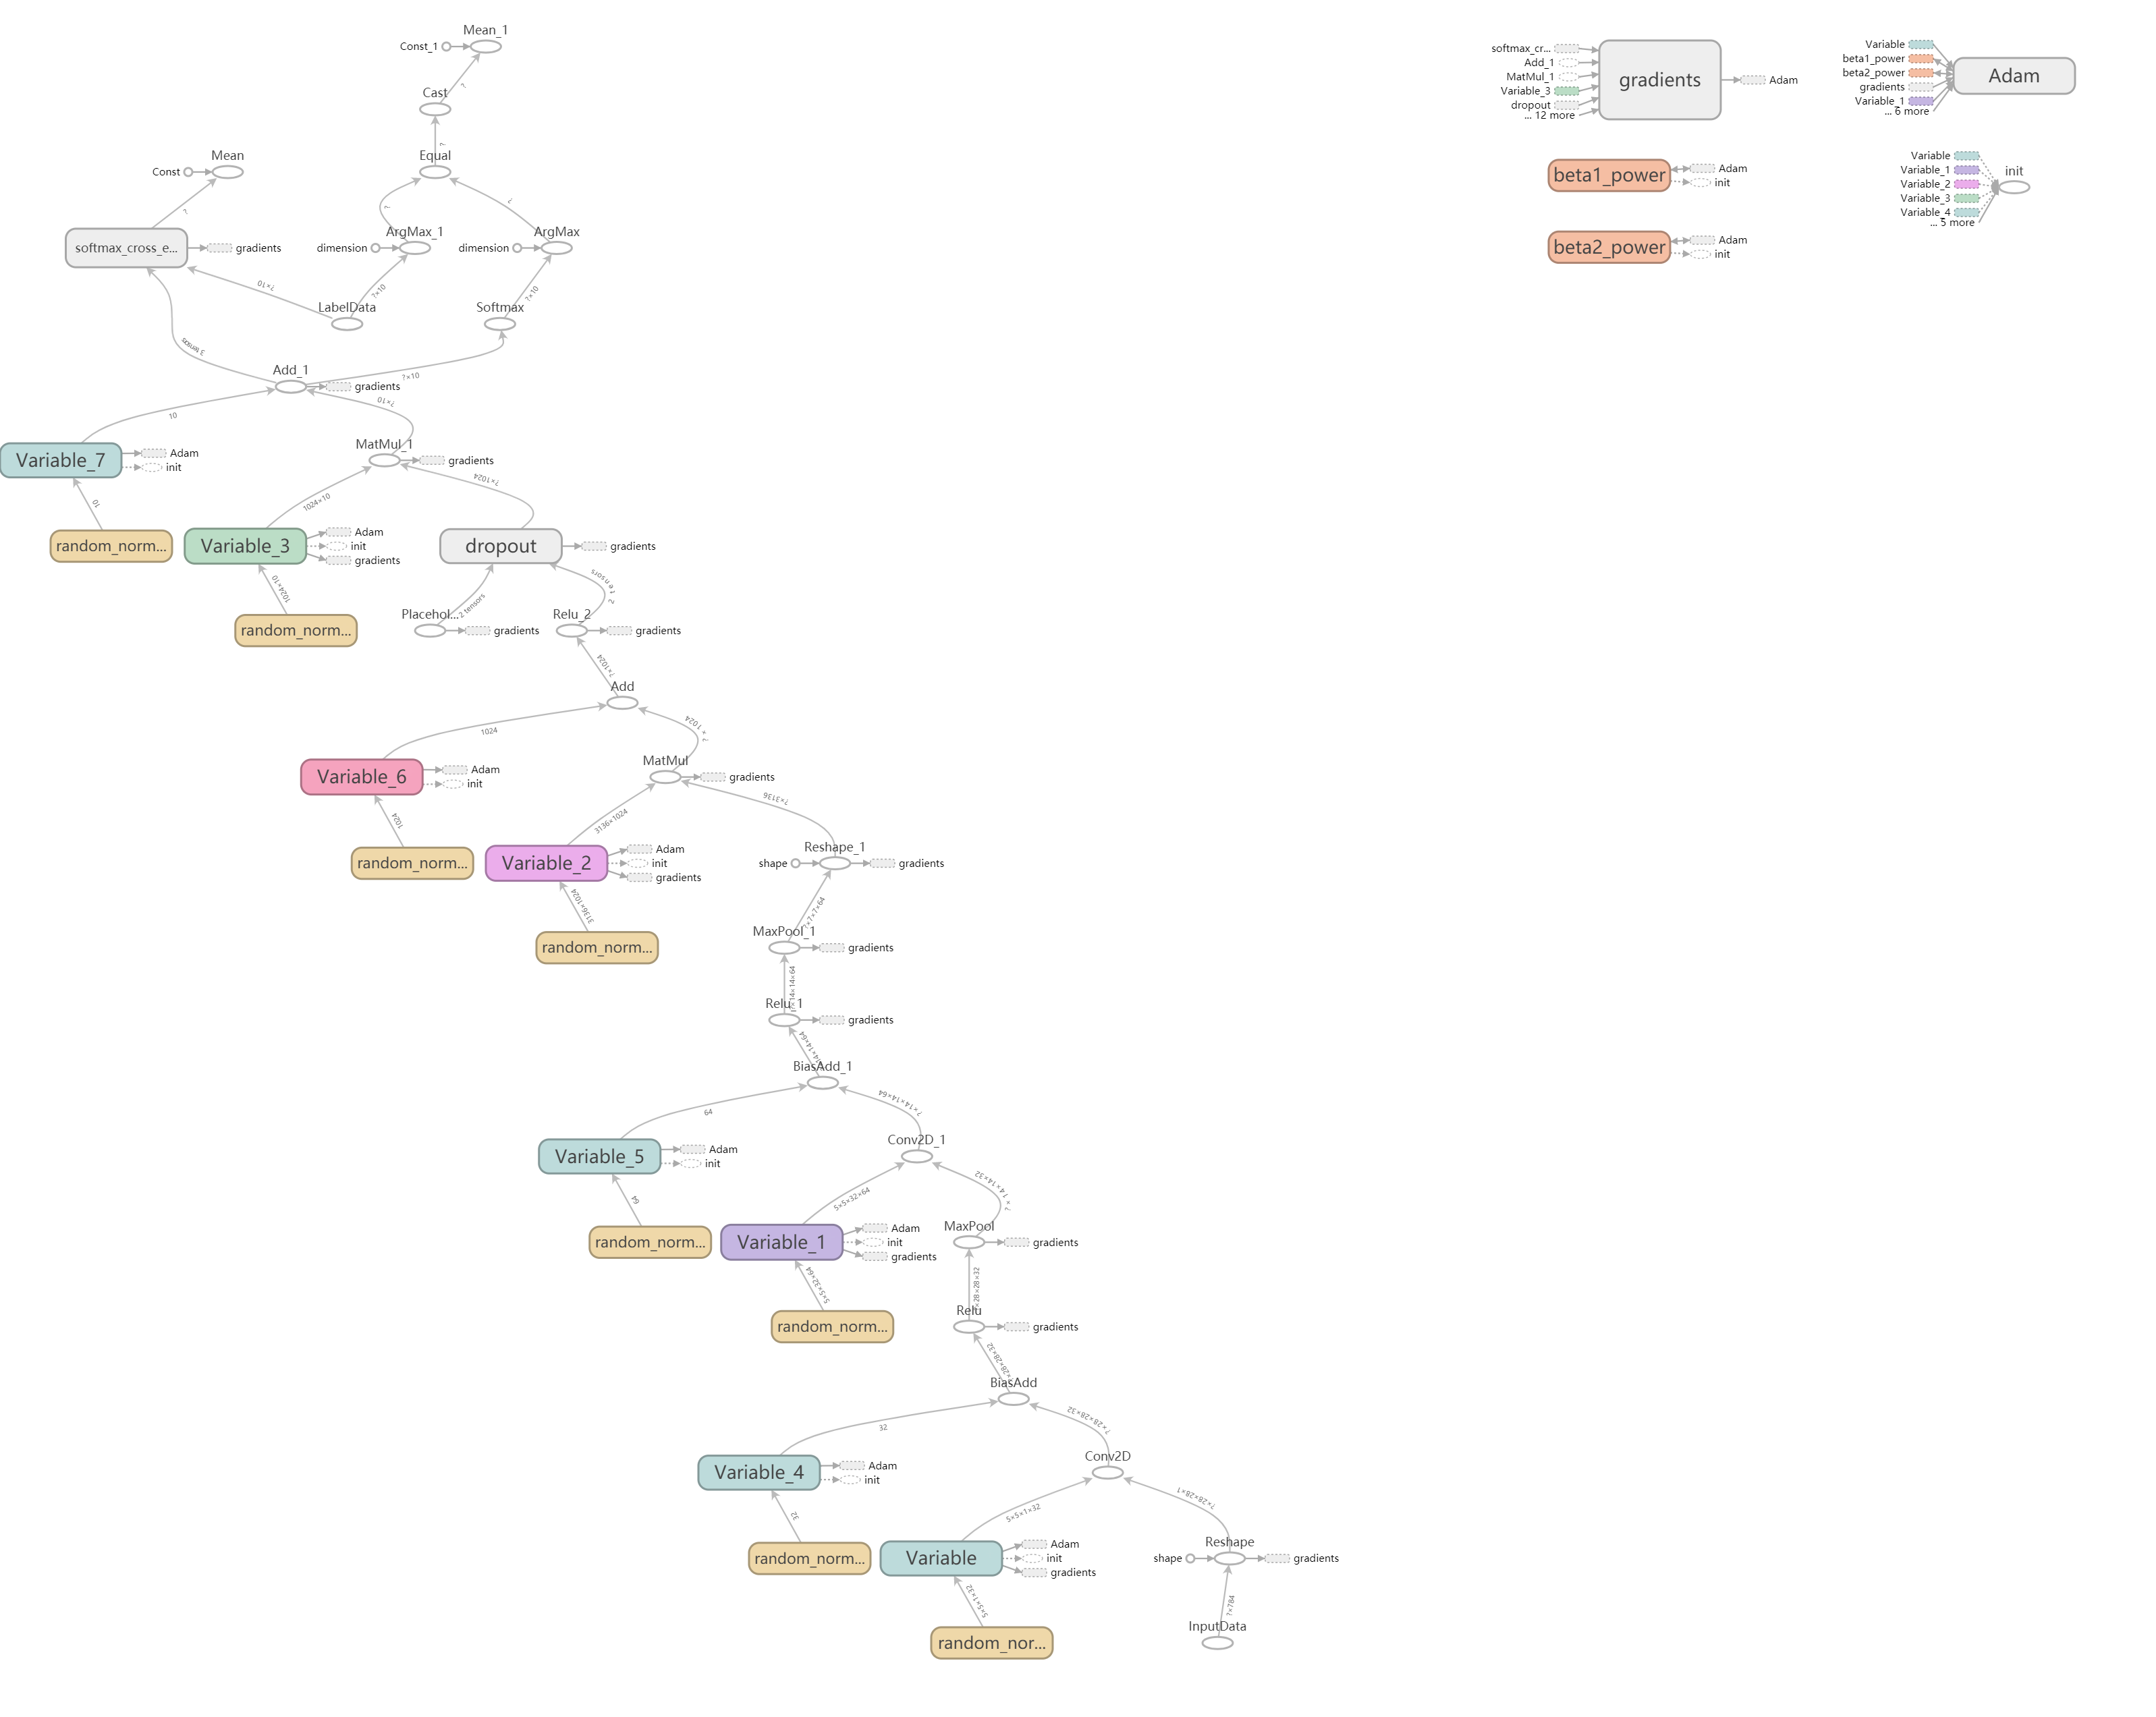 Mean_1
Const_1
Cast
?
?
Equal
Mean
Const
?
?
?
ArgMax_1
ArgMax
dimension
dimension
softmax_cross_e...
gradients
?×10
?×10
?×10
LabelData
Softmax
3 tensors
Add_1
gradients
?×10
?×10
10
MatMul_1
gradients
Variable_7
Adam
init
?×1024
10
1024×10
random_norm...
Variable_3
Adam
init
gradients
dropout
gradients
1024×10
2 tensors
2 tensors
random_norm...
Placehol...
gradients
Relu_2
gradients
?×1024
Add
1024
?×1024
MatMul
gradients
Variable_6
Adam
init
?×3136
1024
3136×1024
random_norm...
Variable_2
Adam
init
gradients
Reshape_1
shape
gradients
3136×1024
?×7×7×64
random_norm...
MaxPool_1
gradients
?×14×14×64
Relu_1
gradients
?×14×14×64
BiasAdd_1
64
?×14×14×64
Conv2D_1
Variable_5
Adam
init
64
5×5×32×64
?×14×14×32
random_norm...
Variable_1
Adam
init
gradients
MaxPool
gradients
5×5×32×64
?×28×28×32
random_norm...
Relu
gradients
?×28×28×32
BiasAdd
32
?×28×28×32
Conv2D
Variable_4
Adam
init
32
5×5×1×32
?×28×28×1
random_norm...
Variable
Adam
init
gradients
Reshape
shape
gradients
5×5×1×32
?×784
random_nor...
InputData
softmax_cr...
Add_1
MatMul_1
Variable_3
dropout
... 12 more
gradients
Adam
Variable
beta1_power
beta2_power
gradients
Variable_1
... 6 more
Adam
beta1_power
Adam
init
beta2_power
Adam
init
Variable
Variable_1
Variable_2
Variable_3
Variable_4
... 5 more
init